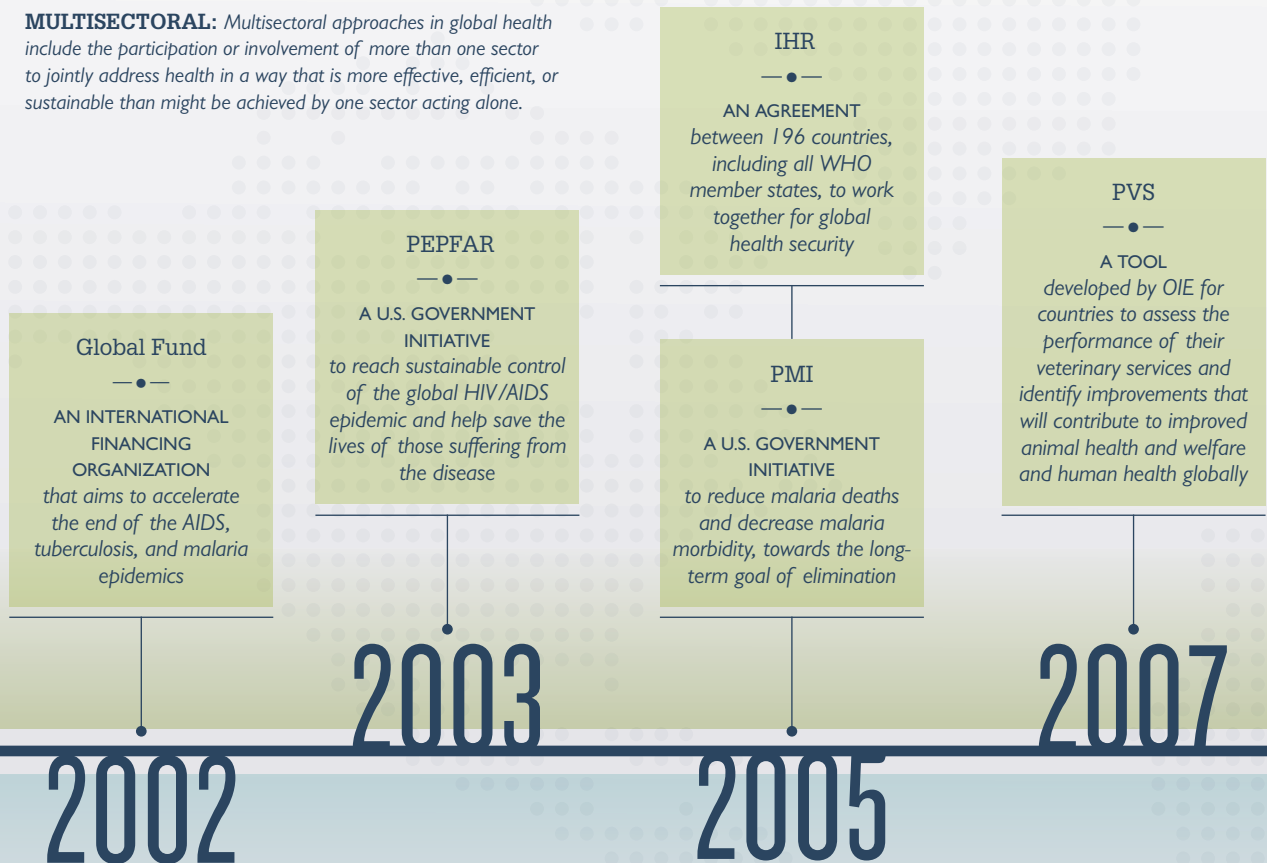 MULTISECTORAL: Multisectoral approaches in global health
include the participation or involvement of more than one sector
to jointly address health in a way that is more effective, efficient, or
sustainable than might be achieved by one sector acting alone.
Global Fund
AN INTERNATIONAL
FINANCING
ORGANIZATION
that aims to accelerate
the end of the AIDS,
tuberculosis, and malaria
epidemics
2002
PEPFAR
A U.S. GOVERNMENT
INITIATIVE
to reach sustainable control
of the global HIV/AIDS
epidemic and help save the
lives of those suffering from
the disease
2003
IHR
AN AGREEMENT
between 196 countries,
including all WHO
member states, to work
together for global
health security
PMI
A U.S. GOVERNMENT
INITIATIVE
to reduce malaria deaths
and decrease malaria
morbidity, towards the long-
term goal of elimination
2005
PVS
A TOOL
developed by OIE for
countries to assess the
performance of their
veterinary services and
identify improvements that
will contribute to improved
animal health and welfare
and human health globally
2007